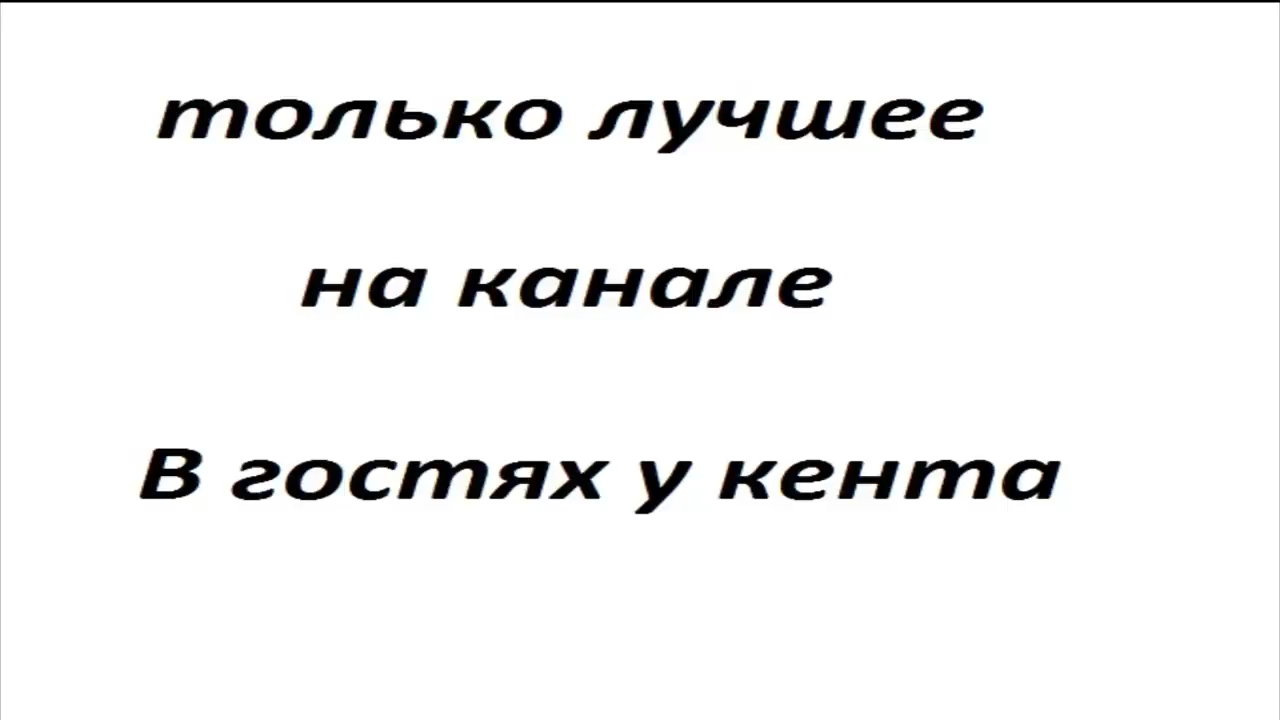 только лучшее
на канале
В гостях у кента